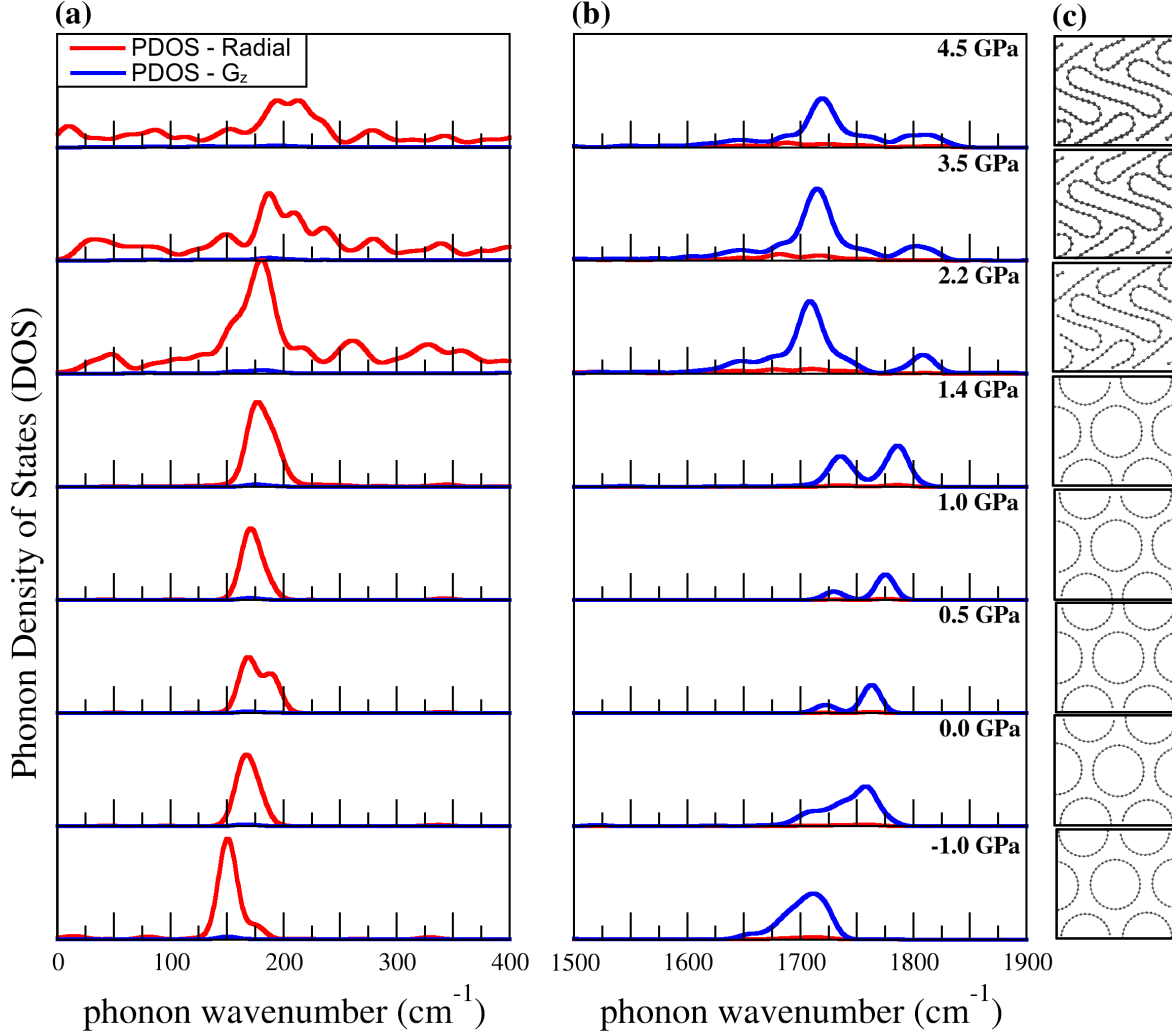 (a)
(b)
(c)
PDOS - Radial
PDOS - Gz
4.5 GPa
3.5 GPa
2.2 GPa
1.4 GPa
1.0 GPa
0.5 GPa
0.0 GPa
-1.0 GPa
Phonon Density of States (DOS)
0 100 200 300 400
1500 1600 1700 1800 1900
phonon wavenumber (cm-1)
phonon wavenumber (cm-1)